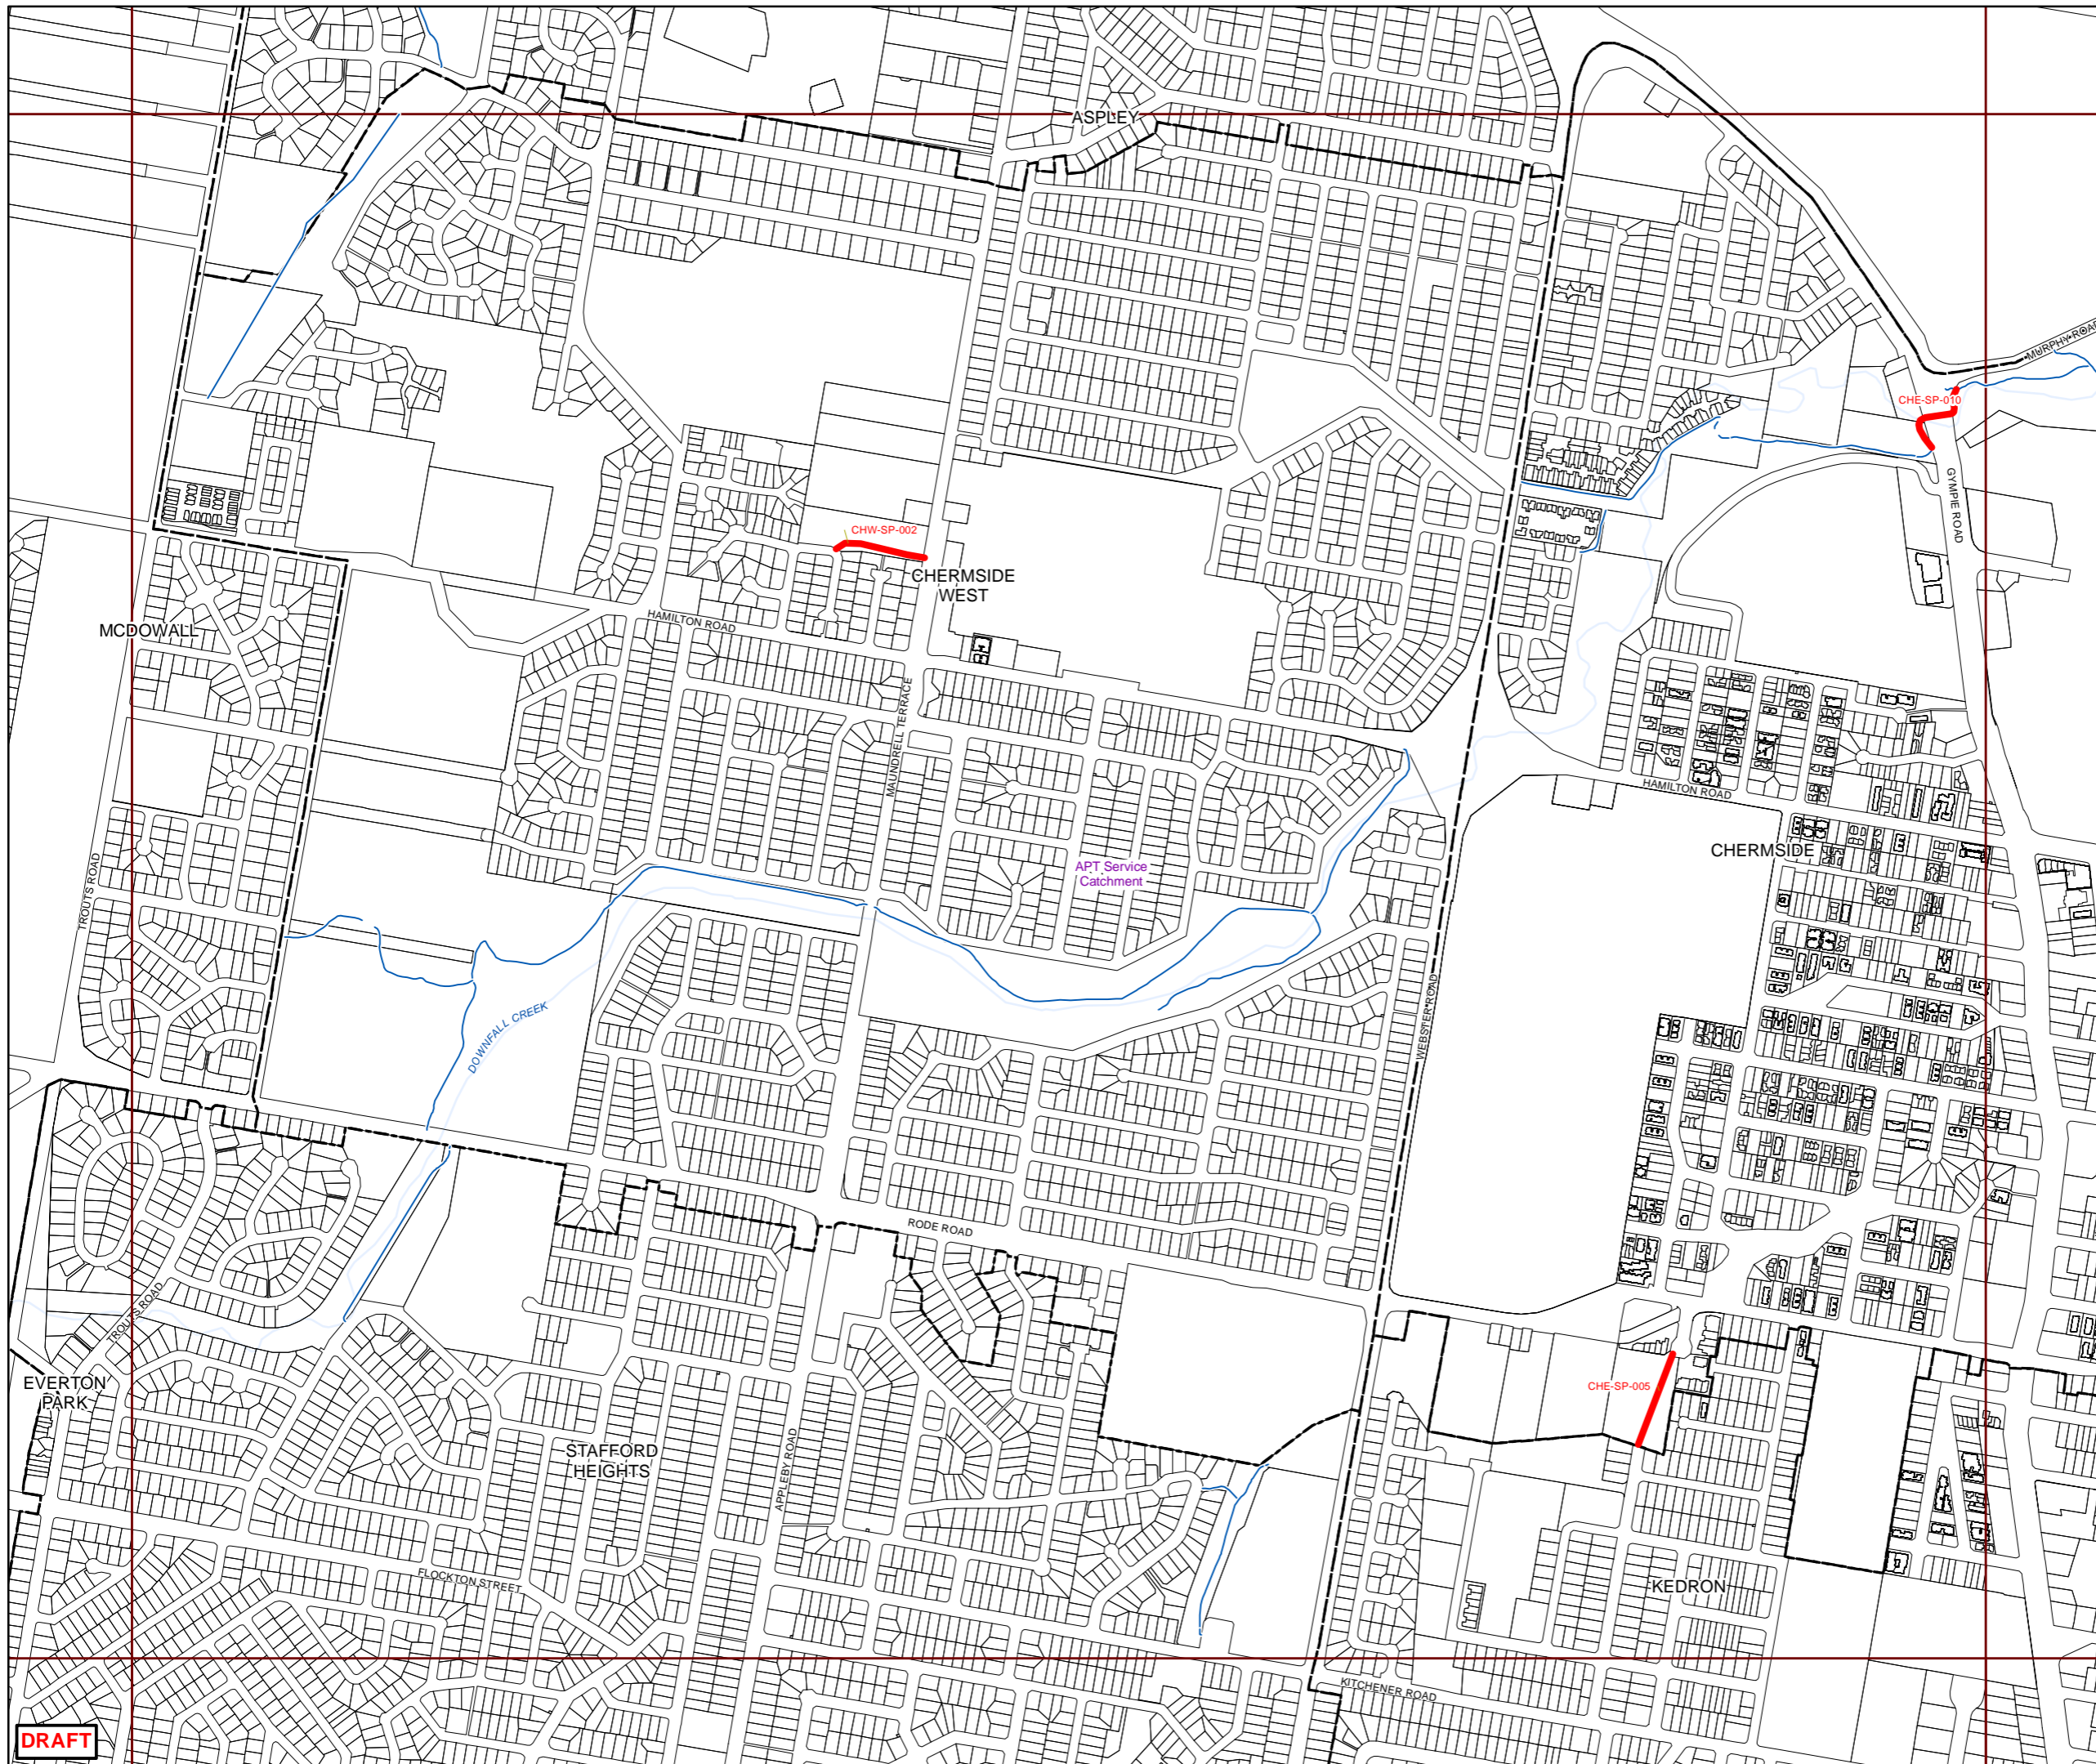 ASPLEY
MURPHY ROAD
CHE-SP-010
GYMPIE ROAD
CHW-SP-002
CHERMSIDE
WEST
HAMILTON ROAD
MCDOWALL
MAUNDRELL TERRACE
HAMILTON ROAD
CHERMSIDE
APT Service
Catchment
TROUTS ROAD
WEBSTER ROAD
DOWNFALL CREEK
RODE ROAD
TROUTS ROAD
EVERTON
PARK
CHE-SP-005
STAFFORD
HEIGHTS
APPLEBY ROAD
FLOCKTON STREET
KEDRON
KITCHENER ROAD
DRAFT